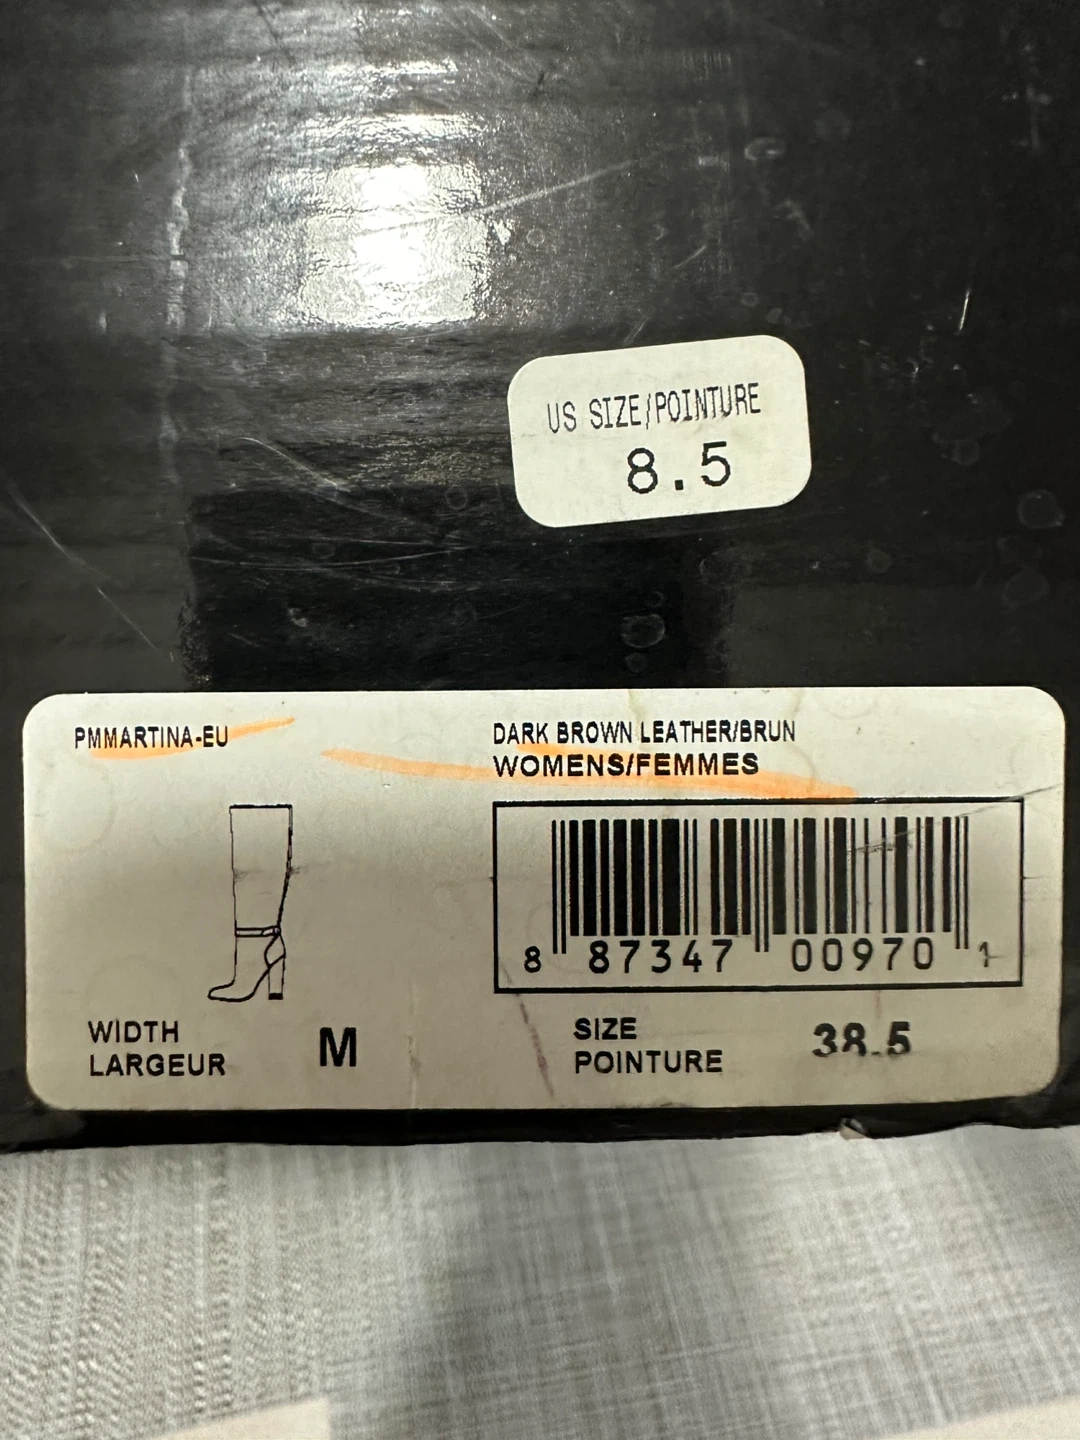 US SIZE/POINTURE
8.5
PMMARTINA-EU
DARK BROWN LEATHER/BRUN
WOMENS/FEMMES
8 87347 00970 1
WIDTH
LARGEUR
M
SIZE
POINTURE
38.5